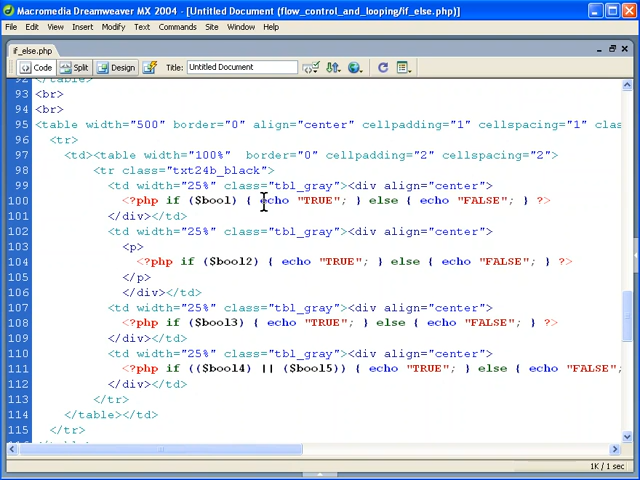 Macromedia Dreamweaver MX 2004 - [Untitled Document (flow_control_and_looping/if_else.php)]
File Edit View Insert Modify Text Commands Site Window Help
if_else.php
Code Split Design Title: Untitled Document
92 </table>
93 <br>
94 <br>
95 <table width="500" border="0" align="center" cellpadding="1" cellspacing="1" clas
96 <tr>
97 <td><table width="100%" border="0" cellpadding="2" cellspacing="2">
98 <tr class="txt24b_black">
99 <td width="25%" class="tbl_gray"><div align="center">
100 <?php if ($bool) { echo "TRUE"; } else { echo "FALSE"; } ?>
101 </div></td>
102 <td width="25%" class="tbl_gray"><div align="center">
103 <p>
104 <?php if ($bool2) { echo "TRUE"; } else { echo "FALSE"; } ?>
105 </p>
106 </div></td>
107 <td width="25%" class="tbl_gray"><div align="center">
108 <?php if ($bool3) { echo "TRUE"; } else { echo "FALSE"; } ?>
109 </div></td>
110 <td width="25%" class="tbl_gray"><div align="center">
111 <?php if (($bool4) || ($bool5)) { echo "TRUE"; } else { echo "FALSE";
112 </div></td>
113 </tr>
114 </table></td>
115 </tr>
1K / 1 sec